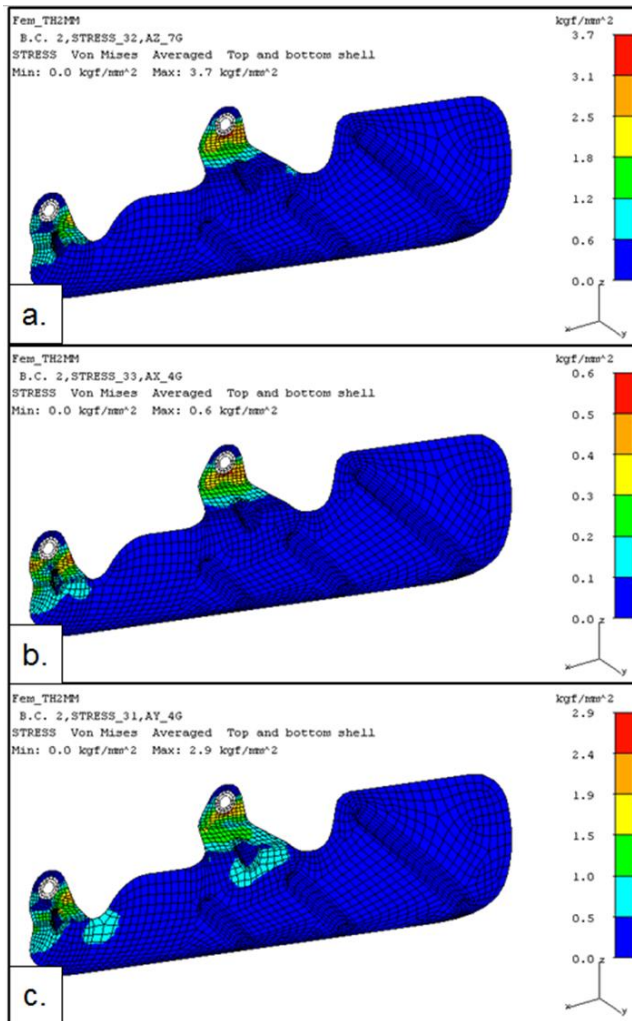 Fem_TH2MM
kgf/mm^2
B.C. 2,STRESS_32,AZ_7G
STRESS Von Mises Averaged Top and bottom shell
Min: 0.0 kgf/mm^2 Max: 3.7 kgf/mm^2
3.7
3.1
2.5
1.8
1.2
0.6
0.0
z
x
y
a.
Fem_TH2MM
kgf/mm^2
B.C. 2,STRESS_33,AX_4G
STRESS Von Mises Averaged Top and bottom shell
Min: 0.0 kgf/mm^2 Max: 0.6 kgf/mm^2
0.6
0.5
0.4
0.3
0.2
0.1
0.0
z
x
y
b.
Fem_TH2MM
kgf/mm^2
B.C. 2,STRESS_31,AY_4G
STRESS Von Mises Averaged Top and bottom shell
Min: 0.0 kgf/mm^2 Max: 2.9 kgf/mm^2
2.9
2.4
1.9
1.5
1.0
0.5
0.0
z
x
y
c.